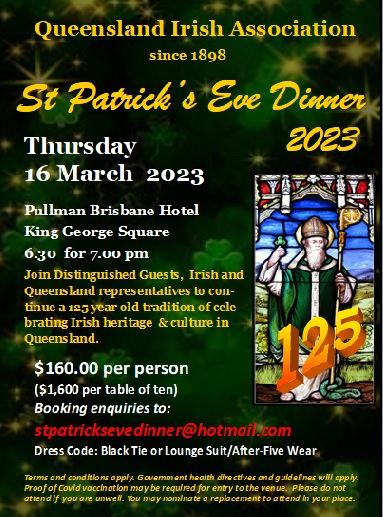 Queensland Irish Association
since 1898
St Patrick's Eve Dinner
2023
Thursday
16 March 2023
Pullman Brisbane Hotel
King George Square
6.30 for 7.00 pm
Join Distinguished Guests, Irish and
Queensland representatives to con-
tinue a 125 year old tradition of cele
brating Irish heritage & culture in
Queensland.
125
$160.00 per person
($1,600 per table of ten)
Booking enquiries to:
stpatricksevedinner@hotmail.com
Dress Code: Black Tie or Lounge Suit/After-Five Wear
Terms and conditions apply. Government health directives and guidelines will apply.
Proof of Covid vaccination may be required for entry to the venue. Please do not
attend if you are unwell. You may nominate a replacement to attend in your place.